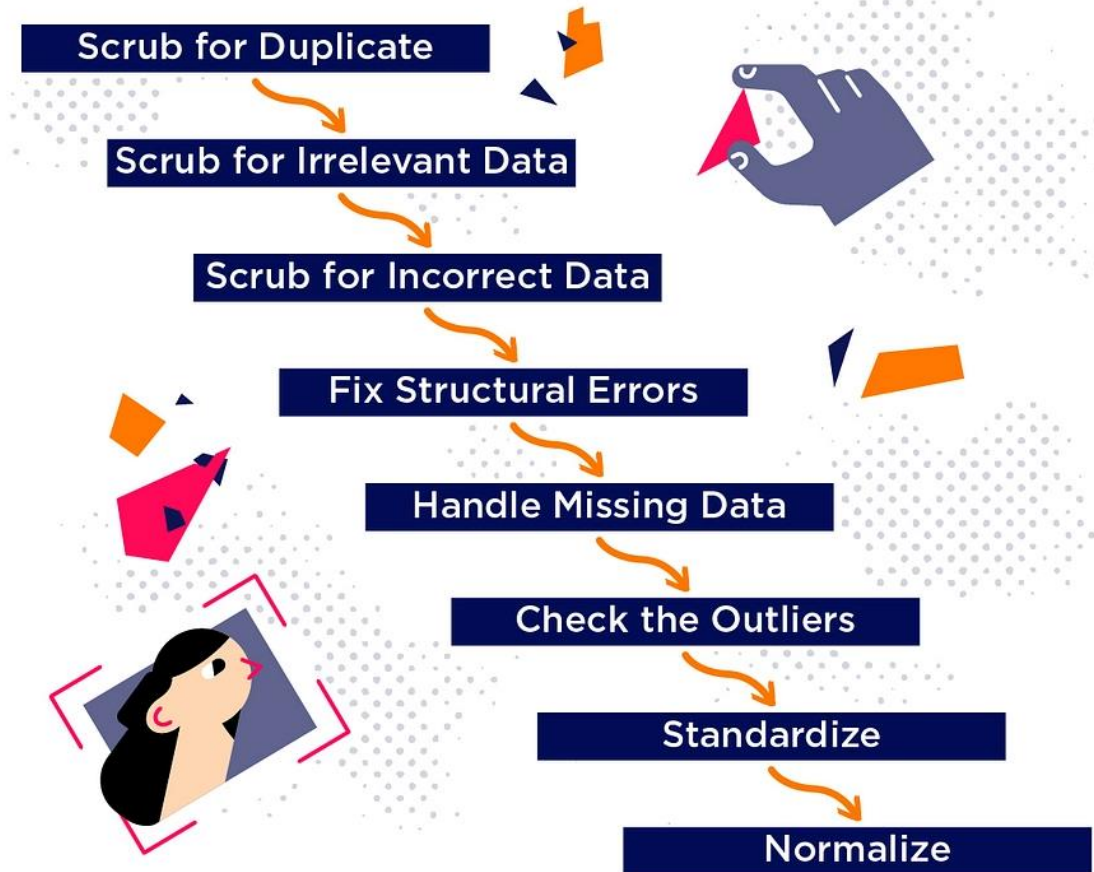 Scrub for Duplicate
Scrub for Irrelevant Data
Scrub for Incorrect Data
Fix Structural Errors
Handle Missing Data
Check the Outliers
Standardize
Normalize